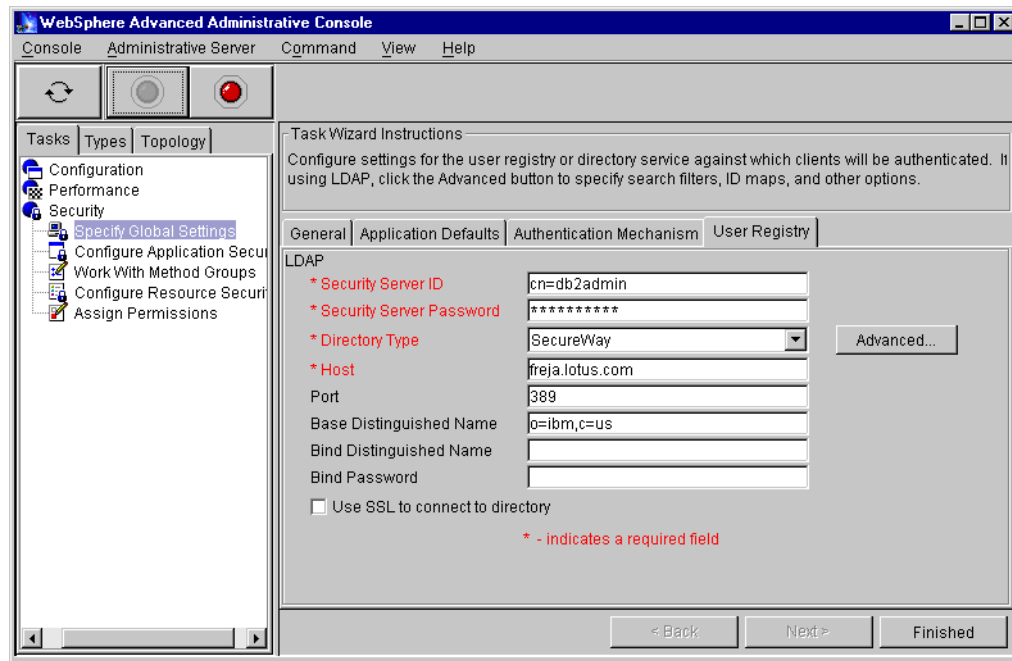 WebSphere Advanced Administrative Console
Console Administrative Server Command View Help
Tasks Types Topology
Configuration
Performance
Security
Specify Global Settings
Configure Application Secur
Work With Method Groups
Configure Resource Securit
Assign Permissions
Task Wizard Instructions
Configure settings for the user registry or directory service against which clients will be authenticated. If
using LDAP, click the Advanced button to specify search filters, ID maps, and other options.
General Application Defaults Authentication Mechanism User Registry
LDAP
* Security Server ID cn=db2admin
* Security Server Password **********
* Directory Type SecureWay Advanced...
* Host freja.lotus.com
Port 389
Base Distinguished Name o=ibm,c=us
Bind Distinguished Name
Bind Password
Use SSL to connect to directory
* - indicates a required field
< Back Next > Finished